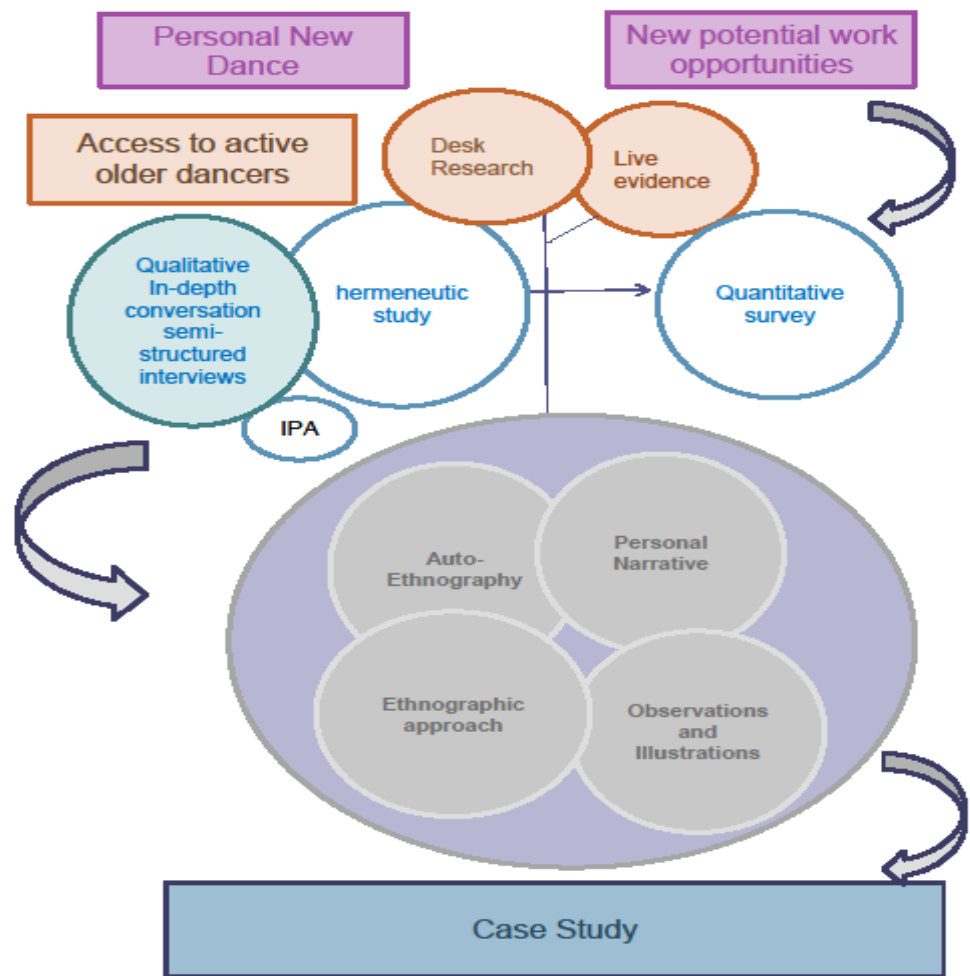 Personal New
Dance
New potential work
opportunities
Access to active
older dancers
Desk
Research
Live
evidence
Qualitative
In-depth
conversation
semi-
structured
interviews
hermeneutic
study
Quantitative
survey
IPA
Auto-
Ethnography
Personal
Narrative
Ethnographic
approach
Observations
and
Illustrations
Case Study